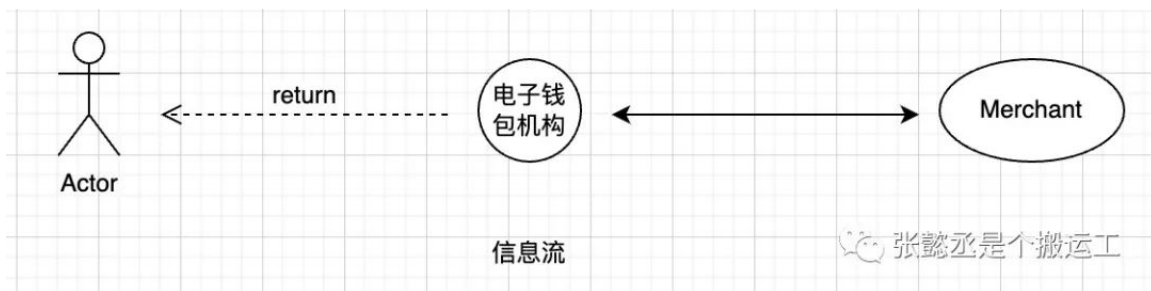 return
电子钱
包机构
Merchant
Actor
信息流
张懿丞是个搬运工